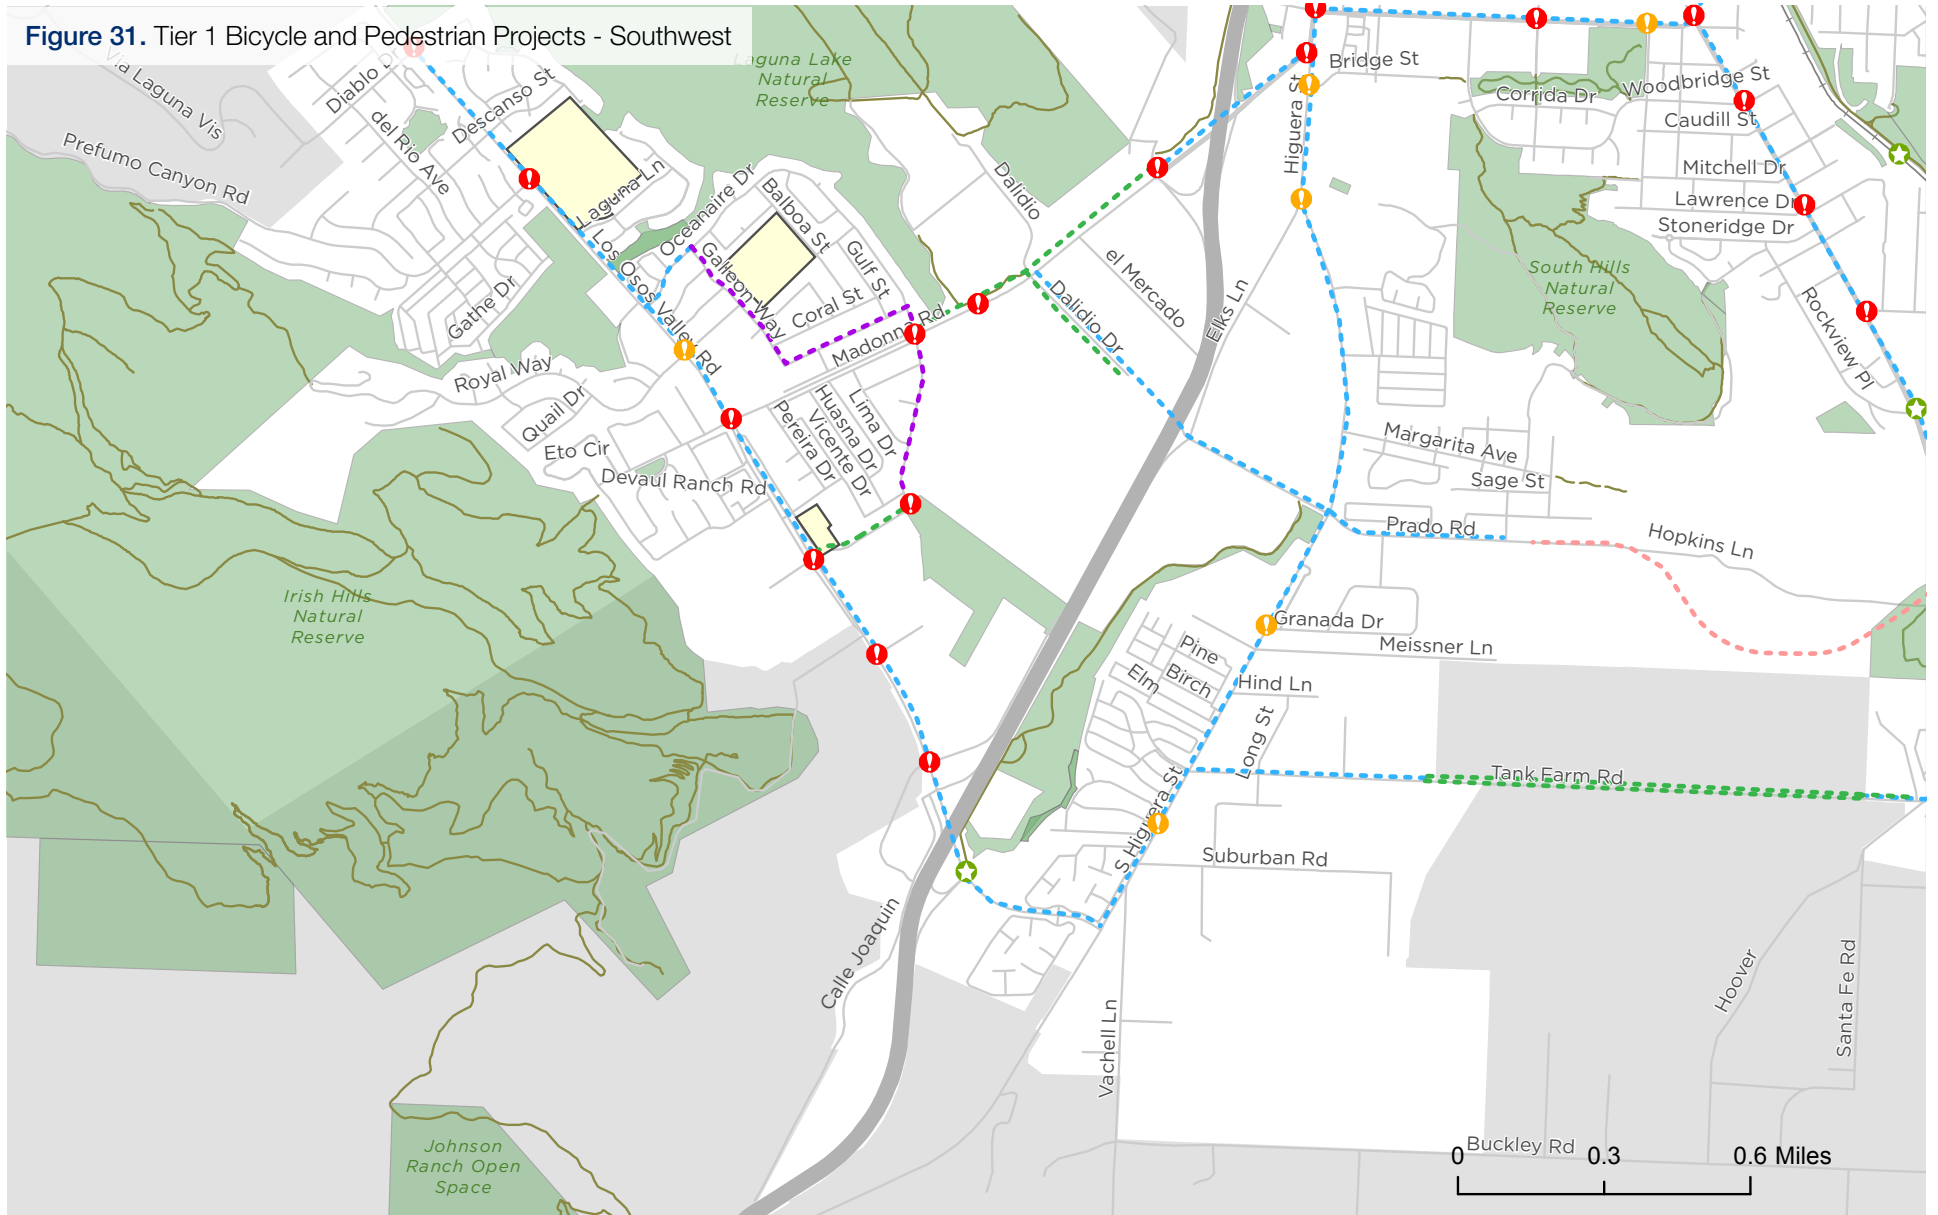 Figure 31. Tier 1 Bicycle and Pedestrian Projects - Southwest
Via Laguna Vis
Diablo Dr
Descanso St
del Rio Ave
Prefumo Canyon Rd
Laguna Lake
Natural
Reserve
Laguna Ln
Oceanaire Dr
Balboa St
Gulf St
Galleon Way
Coral St
Los Osos Valley Rd
Madonna Rd
Gathe Dr
Royal Way
Quail Dr
Eto Cir
Devaul Ranch Rd
Lima Dr
Huasna Dr
Vicente Dr
Pereira Dr
Dalidio
el Mercado
Dalidio Dr
Elks Ln
Higuera St
Bridge St
Corrida Dr
Woodbridge St
Caudill St
Mitchell Dr
Lawrence Dr
Stoneridge Dr
South Hills
Natural
Reserve
Rockview Pl
Margarita Ave
Sage St
Prado Rd
Hopkins Ln
Irish Hills
Natural
Reserve
Granada Dr
Meissner Ln
Pine
Birch
Elm
Hind Ln
Long St
Tank Farm Rd
S Higuera St
Suburban Rd
Calle Joaquin
Vachell Ln
Hoover
Santa Fe Rd
Buckley Rd
Johnson
Ranch Open
Space
0 0.3 0.6 Miles